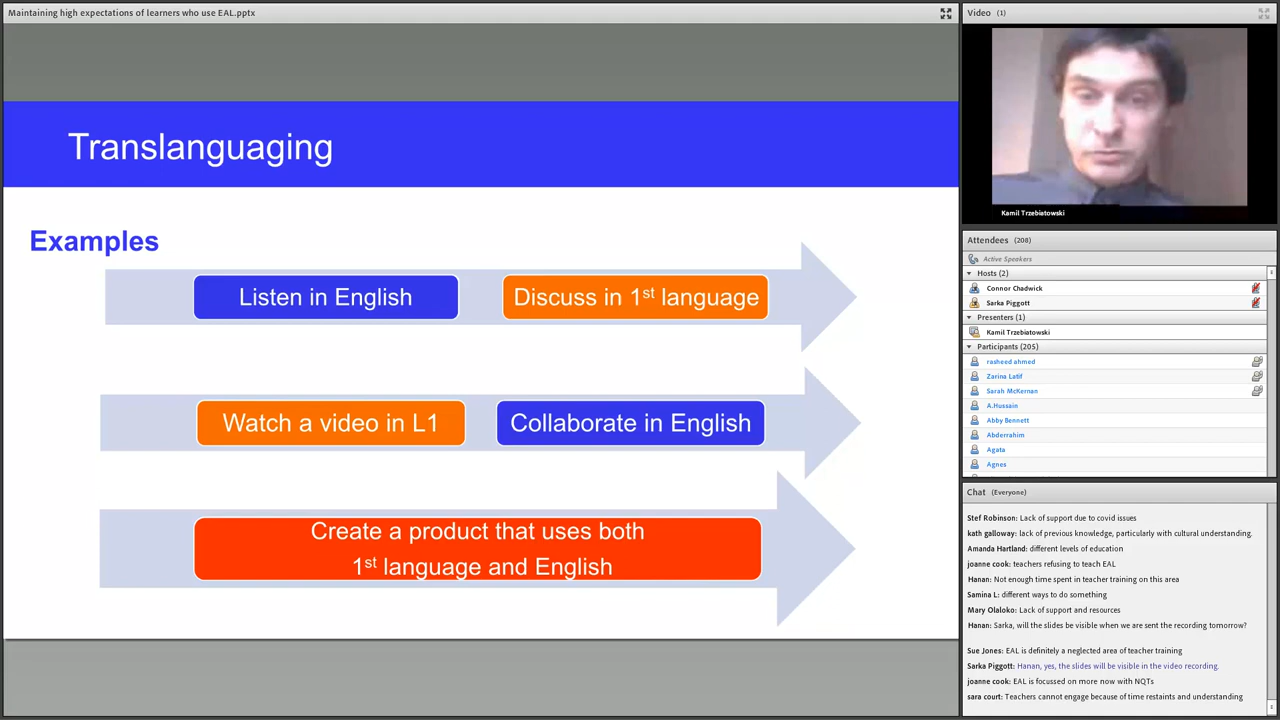 Maintaining high expectations of learners who use EAL.pptx
Translanguaging
Examples
Listen in English
Discuss in 1st language
Watch a video in L1
Collaborate in English
Create a product that uses both
1st language and English
Video (1)
Kamil Trzebiatowski
Attendees (208)
Active Speakers
Hosts (2)
Connor Chadwick
Sarka Piggott
Presenters (1)
Kamil Trzebiatowski
Participants (205)
rasheed ahmed
Zarina Latif
Sarah McKernan
A.Hussain
Abby Bennett
Abderrahim
Agata
Agnes
Chat (Everyone)
Stef Robinson: Lack of support due to covid issues
kath galloway: lack of previous knowledge, particularly with cultural understanding.
Amanda Hartland: different levels of education
joanne cook: teachers refusing to teach EAL
Hanan: Not enough time spent in teacher training on this area
Samina L: different ways to do something
Mary Olaloko: Lack of support and resources
Hanan: Sarka, will the slides be visible when we are sent the recording tomorrow?
Sue Jones: EAL is definitely a neglected area of teacher training
Sarka Piggott: Hanan, yes, the slides will be visible in the video recording.
joanne cook: EAL is focussed on more now with NQTs
sara court: Teachers cannot engage because of time restaints and understanding